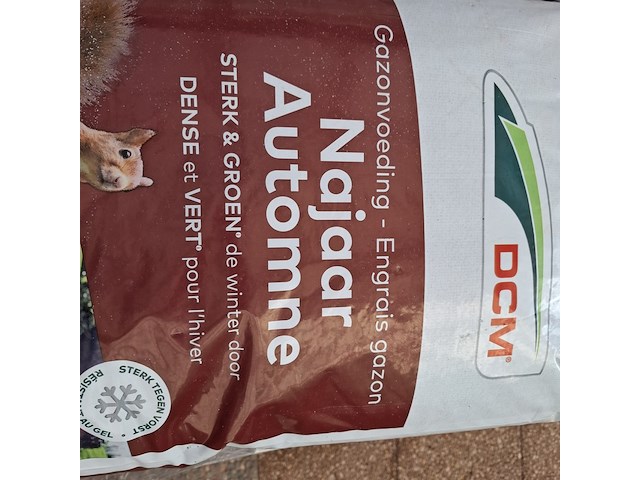 DCM®
Gazonvoeding - Engrais gazon
Najaar
Automne
STERK & GROEN® de winter door
DENSE et VERT® pour l'hiver
STERK TEGEN VORST
AU GEL